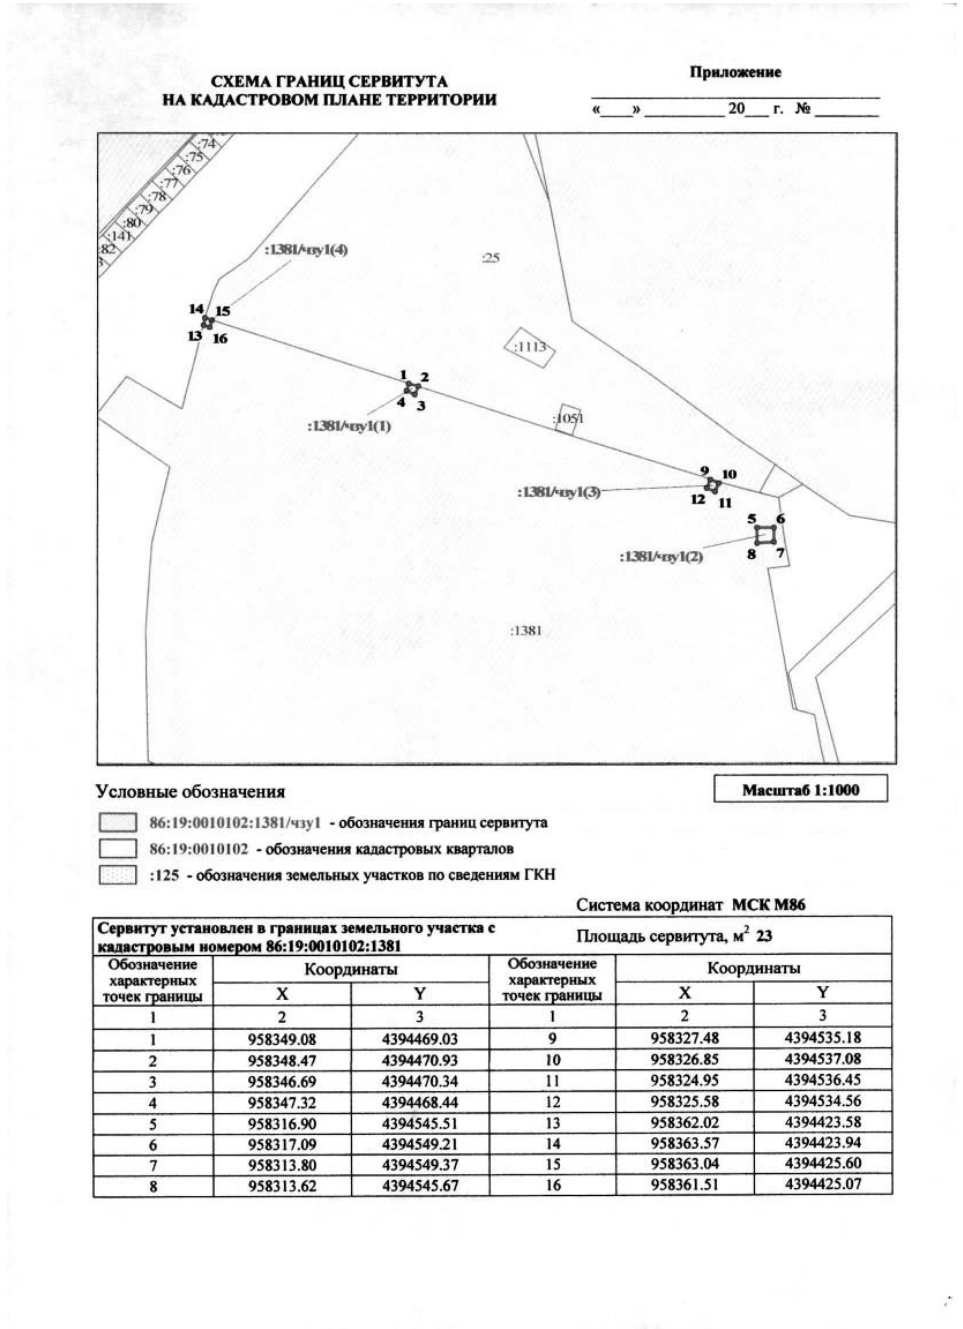 Приложение
СХЕМА ГРАНИЦ СЕРВИТУТА
НА КАДАСТРОВОМ ПЛАНЕ ТЕРРИТОРИИ
«____» __________ 20___ г. № ________
:74
:75
:76
:77
:78
:79
:80
:141
:82
:1381/чзу1(4)
:25
14 15
13 16
:1113
1 2
4 3
:1051
:1381/чзу1(1)
9 10
:1381/чзу1(3)
12 11
5 6
:1381/чзу1(2)
8 7
:1381
Условные обозначения
Масштаб 1:1000
86:19:0010102:1381/чзу1 - обозначения границ сервитута
86:19:0010102 - обозначения кадастровых кварталов
:125 - обозначения земельных участков по сведениям ГКН
Система координат МСК М86
Сервитут установлен в границах земельного участка с
кадастровым номером 86:19:0010102:1381
Площадь сервитута, м² 23
Обозначение характерных точек границы Координаты Обозначение характерных точек границы Координаты
X Y X Y
1 2 3 1 2 3
1 958349.08 4394469.03 9 958327.48 4394535.18
2 958348.47 4394470.93 10 958326.85 4394537.08
3 958346.69 4394470.34 11 958324.95 4394536.45
4 958347.32 4394468.44 12 958325.58 4394534.56
5 958316.90 4394545.51 13 958362.02 4394423.58
6 958317.09 4394549.21 14 958363.57 4394423.94
7 958313.80 4394549.37 15 958363.04 4394425.60
8 958313.62 4394545.67 16 958361.51 4394425.07